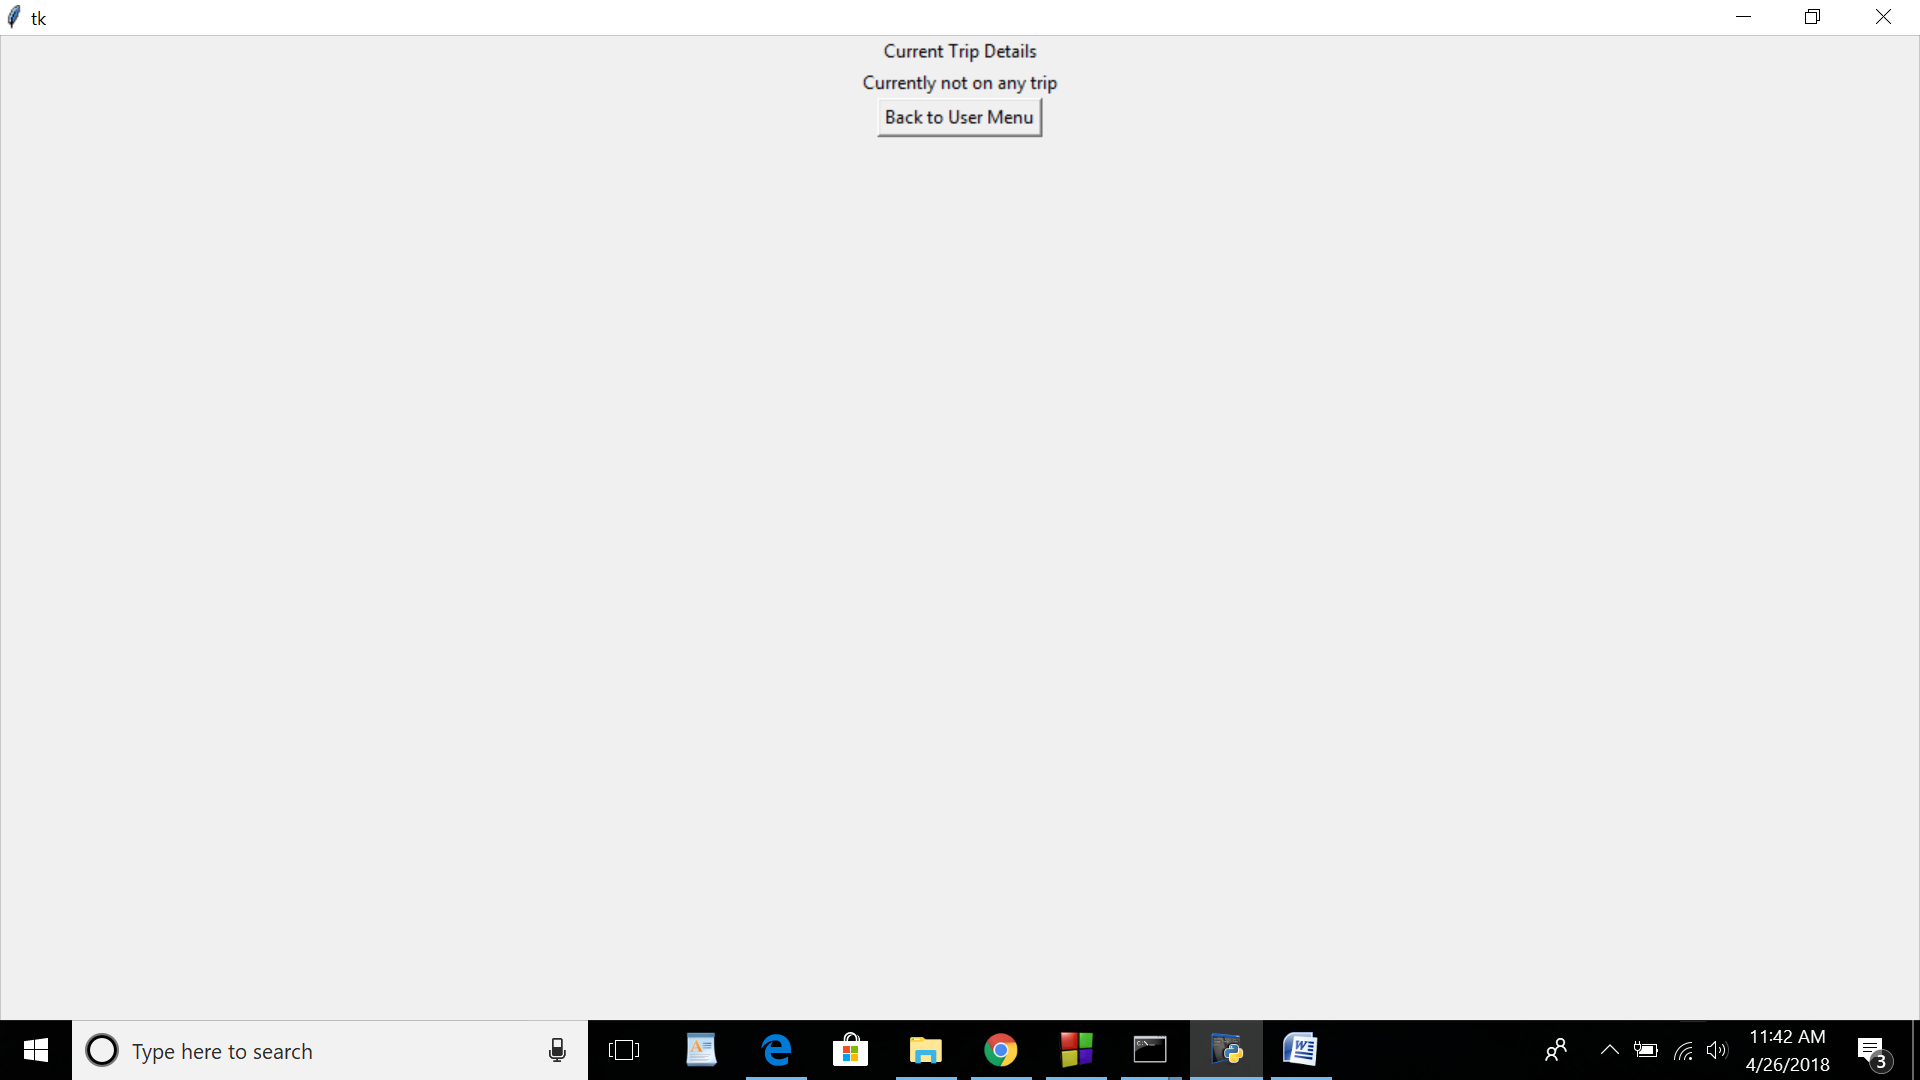 tk
Current Trip Details
Currently not on any trip
Back to User Menu
Type here to search
11:42 AM
4/26/2018
3